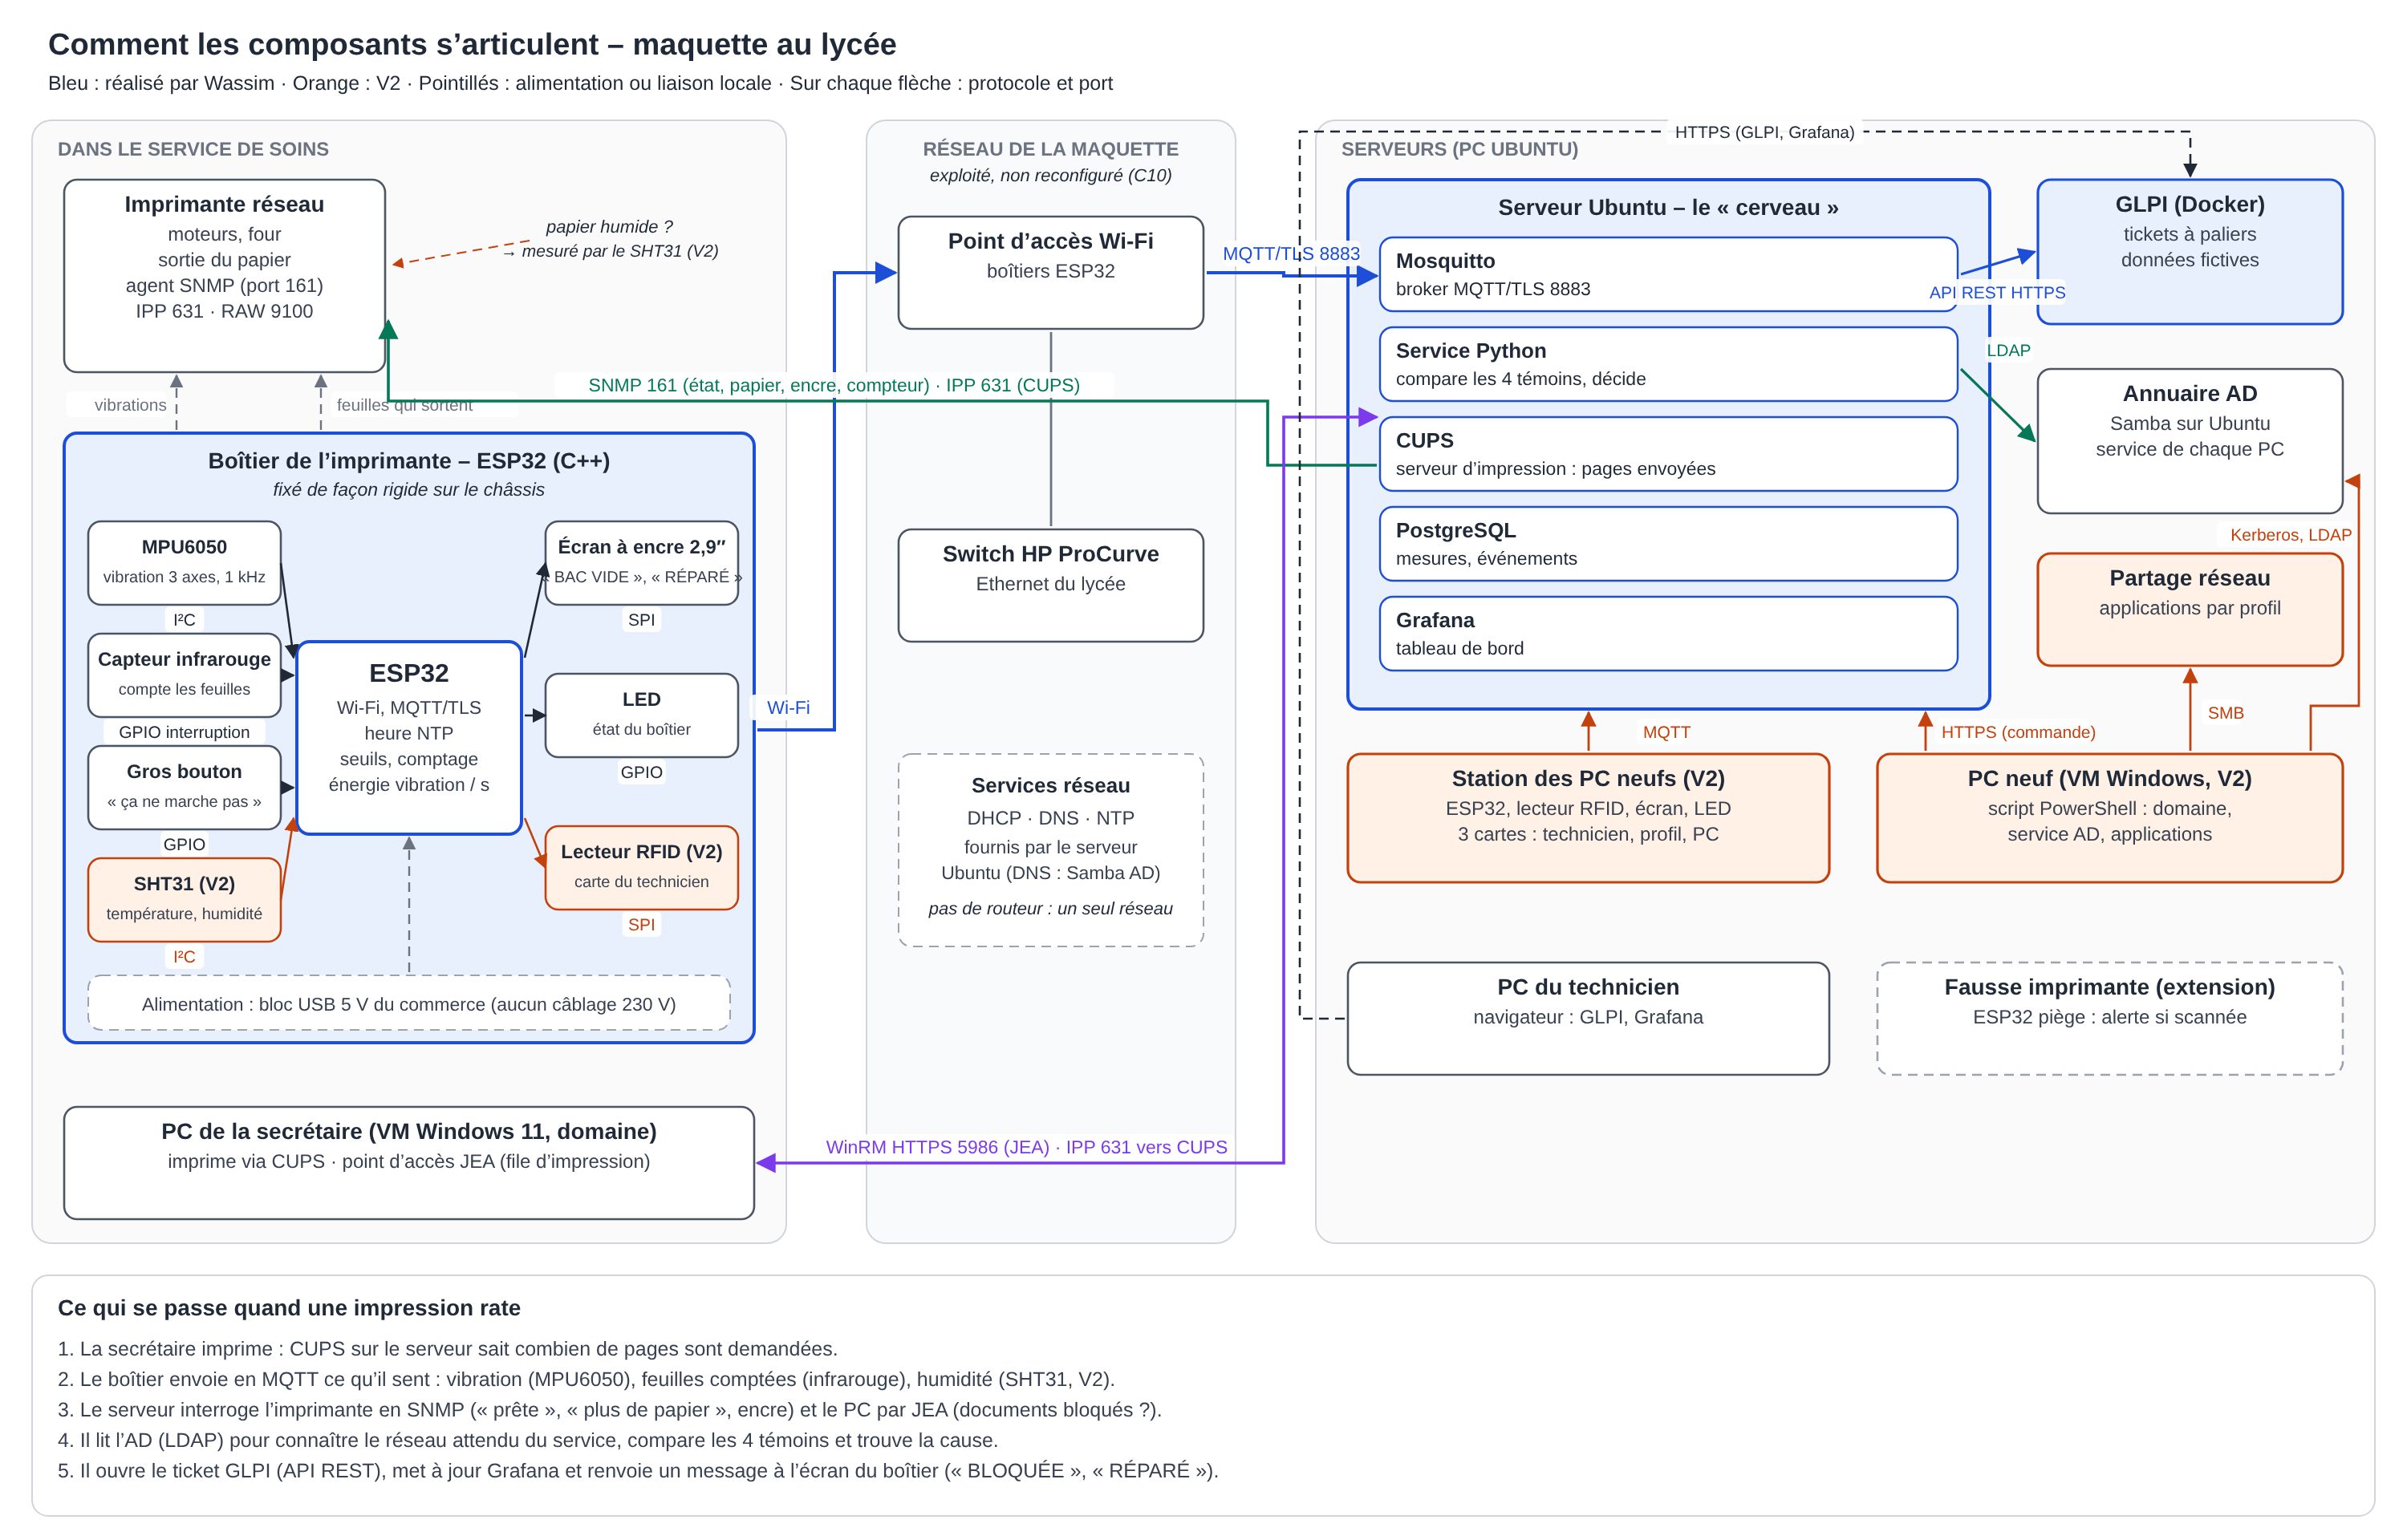 Comment les composants s’articulent – maquette au lycée
Bleu : réalisé par Wassim · Orange : V2 · Pointillés : alimentation ou liaison locale · Sur chaque flèche : protocole et port
DANS LE SERVICE DE SOINS
Imprimante réseau
moteurs, four
sortie du papier
agent SNMP (port 161)
IPP 631 · RAW 9100
papier humide ?
→ mesuré par le SHT31 (V2)
vibrations
feuilles qui sortent
SNMP 161 (état, papier, encre, compteur) · IPP 631 (CUPS)
Boîtier de l’imprimante – ESP32 (C++)
fixé de façon rigide sur le châssis
MPU6050
vibration 3 axes, 1 kHz
I²C
Capteur infrarouge
compte les feuilles
GPIO interruption
Gros bouton
« ça ne marche pas »
GPIO
SHT31 (V2)
température, humidité
I²C
ESP32
Wi-Fi, MQTT/TLS
heure NTP
seuils, comptage
énergie vibration / s
Écran à encre 2,9″
« BAC VIDE », « RÉPARÉ »
SPI
LED
état du boîtier
GPIO
Lecteur RFID (V2)
carte du technicien
SPI
Alimentation : bloc USB 5 V du commerce (aucun câblage 230 V)
Wi-Fi
PC de la secrétaire (VM Windows 11, domaine)
imprime via CUPS · point d’accès JEA (file d’impression)
WinRM HTTPS 5986 (JEA) · IPP 631 vers CUPS
RÉSEAU DE LA MAQUETTE
exploité, non reconfiguré (C10)
Point d’accès Wi-Fi
boîtiers ESP32
Switch HP ProCurve
Ethernet du lycée
Services réseau
DHCP · DNS · NTP
fournis par le serveur
Ubuntu (DNS : Samba AD)
pas de routeur : un seul réseau
MQTT/TLS 8883
HTTPS (GLPI, Grafana)
SERVEURS (PC UBUNTU)
Serveur Ubuntu – le « cerveau »
Mosquitto
broker MQTT/TLS 8883
Service Python
compare les 4 témoins, décide
CUPS
serveur d’impression : pages envoyées
PostgreSQL
mesures, événements
Grafana
tableau de bord
API REST HTTPS
LDAP
GLPI (Docker)
tickets à paliers
données fictives
Annuaire AD
Samba sur Ubuntu
service de chaque PC
Kerberos, LDAP
Partage réseau
applications par profil
MQTT
HTTPS (commande)
SMB
Station des PC neufs (V2)
ESP32, lecteur RFID, écran, LED
3 cartes : technicien, profil, PC
PC neuf (VM Windows, V2)
script PowerShell : domaine,
service AD, applications
PC du technicien
navigateur : GLPI, Grafana
Fausse imprimante (extension)
ESP32 piège : alerte si scannée
Ce qui se passe quand une impression rate
1. La secrétaire imprime : CUPS sur le serveur sait combien de pages sont demandées.
2. Le boîtier envoie en MQTT ce qu’il sent : vibration (MPU6050), feuilles comptées (infrarouge), humidité (SHT31, V2).
3. Le serveur interroge l’imprimante en SNMP (« prête », « plus de papier », encre) et le PC par JEA (documents bloqués ?).
4. Il lit l’AD (LDAP) pour connaître le réseau attendu du service, compare les 4 témoins et trouve la cause.
5. Il ouvre le ticket GLPI (API REST), met à jour Grafana et renvoie un message à l’écran du boîtier (« BLOQUÉE », « RÉPARÉ »).